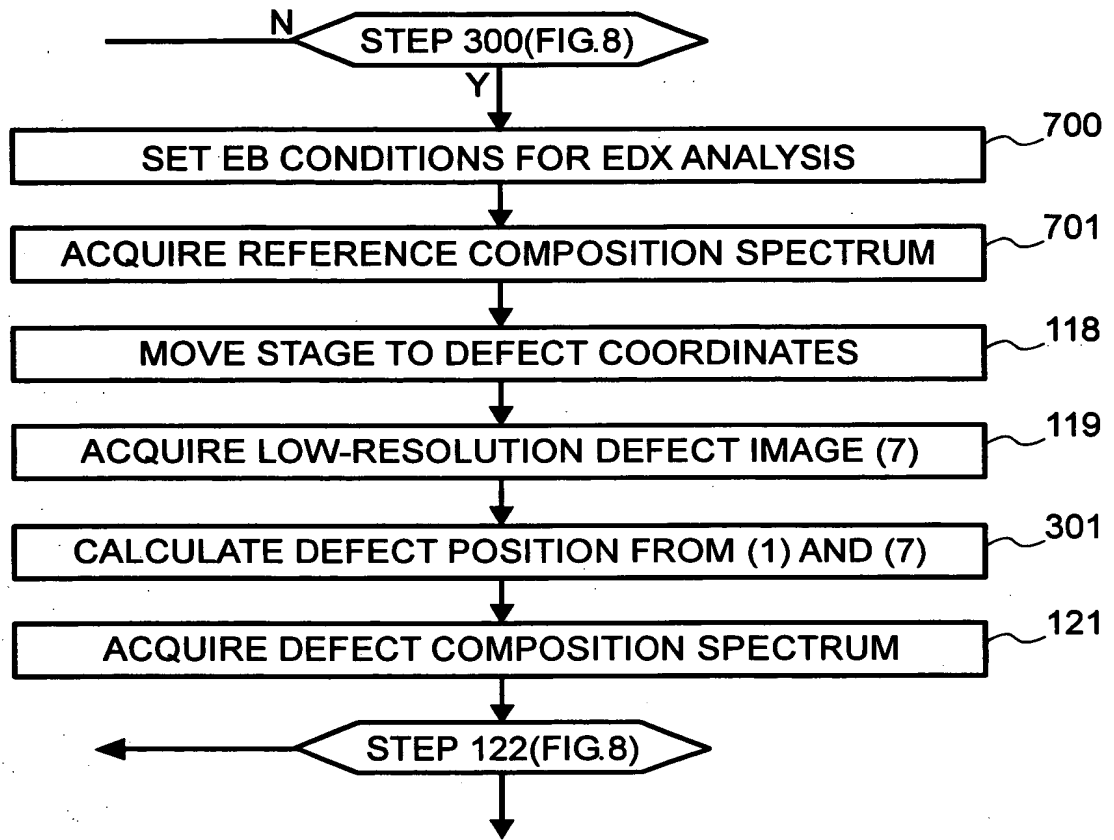 N
STEP 300(FIG.8)
Y
700
SET EB CONDITIONS FOR EDX ANALYSIS
701
ACQUIRE REFERENCE COMPOSITION SPECTRUM
118
MOVE STAGE TO DEFECT COORDINATES
119
ACQUIRE LOW-RESOLUTION DEFECT IMAGE (7)
301
CALCULATE DEFECT POSITION FROM (1) AND (7)
121
ACQUIRE DEFECT COMPOSITION SPECTRUM
STEP 122(FIG.8)